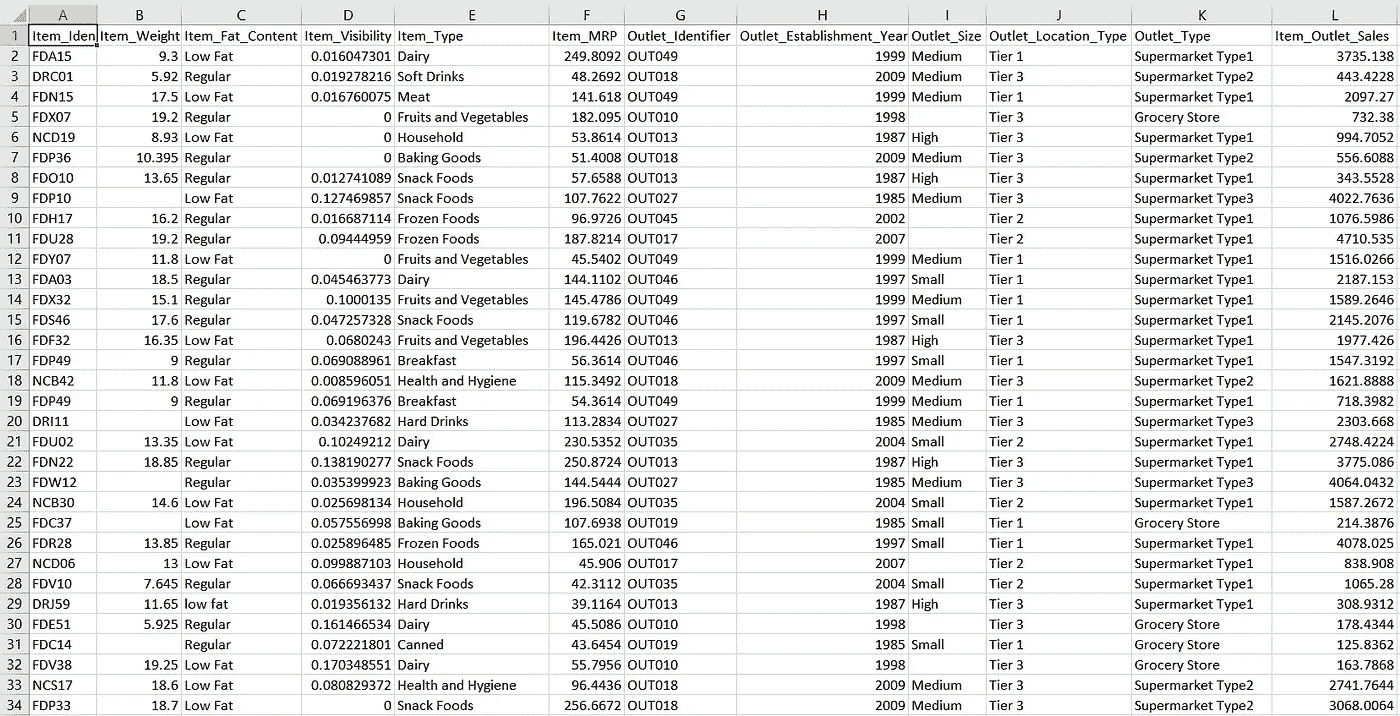 A B C D E F G H I J K L
1 Item_Iden Item_Weight Item_Fat_Content Item_Visibility Item_Type Item_MRP Outlet_Identifier Outlet_Establishment_Year Outlet_Size Outlet_Location_Type Outlet_Type Item_Outlet_Sales
2 FDA15 9.3 Low Fat 0.016047301 Dairy 249.8092 OUT049 1999 Medium Tier 1 Supermarket Type1 3735.138
3 DRC01 5.92 Regular 0.019278216 Soft Drinks 48.2692 OUT018 2009 Medium Tier 3 Supermarket Type2 443.4228
4 FDN15 17.5 Low Fat 0.016760075 Meat 141.618 OUT049 1999 Medium Tier 1 Supermarket Type1 2097.27
5 FDX07 19.2 Regular 0 Fruits and Vegetables 182.095 OUT010 1998 Tier 3 Grocery Store 732.38
6 NCD19 8.93 Low Fat 0 Household 53.8614 OUT013 1987 High Tier 3 Supermarket Type1 994.7052
7 FDP36 10.395 Regular 0 Baking Goods 51.4008 OUT018 2009 Medium Tier 3 Supermarket Type2 556.6088
8 FDO10 13.65 Regular 0.012741089 Snack Foods 57.6588 OUT013 1987 High Tier 3 Supermarket Type1 343.5528
9 FDP10 Low Fat 0.127469857 Snack Foods 107.7622 OUT027 1985 Medium Tier 3 Supermarket Type3 4022.7636
10 FDH17 16.2 Regular 0.016687114 Frozen Foods 96.9726 OUT045 2002 Tier 2 Supermarket Type1 1076.5986
11 FDU28 19.2 Regular 0.09444959 Frozen Foods 187.8214 OUT017 2007 Tier 2 Supermarket Type1 4710.535
12 FDY07 11.8 Low Fat 0 Fruits and Vegetables 45.5402 OUT049 1999 Medium Tier 1 Supermarket Type1 1516.0266
13 FDA03 18.5 Regular 0.045463773 Dairy 144.1102 OUT046 1997 Small Tier 1 Supermarket Type1 2187.153
14 FDX32 15.1 Regular 0.1000135 Fruits and Vegetables 145.4786 OUT049 1999 Medium Tier 1 Supermarket Type1 1589.2646
15 FDS46 17.6 Regular 0.047257328 Snack Foods 119.6782 OUT046 1997 Small Tier 1 Supermarket Type1 2145.2076
16 FDF32 16.35 Low Fat 0.0680243 Fruits and Vegetables 196.4426 OUT013 1987 High Tier 3 Supermarket Type1 1977.426
17 FDP49 9 Regular 0.069088961 Breakfast 56.3614 OUT046 1997 Small Tier 1 Supermarket Type1 1547.3192
18 NCB42 11.8 Low Fat 0.008596051 Health and Hygiene 115.3492 OUT018 2009 Medium Tier 3 Supermarket Type2 1621.8888
19 FDP49 9 Regular 0.069196376 Breakfast 54.3614 OUT049 1999 Medium Tier 1 Supermarket Type1 718.3982
20 DRI11 Low Fat 0.034237682 Hard Drinks 113.2834 OUT027 1985 Medium Tier 3 Supermarket Type3 2303.668
21 FDU02 13.35 Low Fat 0.10249212 Dairy 230.5352 OUT035 2004 Small Tier 2 Supermarket Type1 2748.4224
22 FDN22 18.85 Regular 0.138190277 Snack Foods 250.8724 OUT013 1987 High Tier 3 Supermarket Type1 3775.086
23 FDW12 Regular 0.035399923 Baking Goods 144.5444 OUT027 1985 Medium Tier 3 Supermarket Type3 4064.0432
24 NCB30 14.6 Low Fat 0.025698134 Household 196.5084 OUT035 2004 Small Tier 2 Supermarket Type1 1587.2672
25 FDC37 Low Fat 0.057556998 Baking Goods 107.6938 OUT019 1985 Small Tier 1 Grocery Store 214.3876
26 FDR28 13.85 Regular 0.025896485 Frozen Foods 165.021 OUT046 1997 Small Tier 1 Supermarket Type1 4078.025
27 NCD06 13 Low Fat 0.099887103 Household 45.906 OUT017 2007 Tier 2 Supermarket Type1 838.908
28 FDV10 7.645 Regular 0.066693437 Snack Foods 42.3112 OUT035 2004 Small Tier 2 Supermarket Type1 1065.28
29 DRJ59 11.65 low fat 0.019356132 Hard Drinks 39.1164 OUT013 1987 High Tier 3 Supermarket Type1 308.9312
30 FDE51 5.925 Regular 0.161466534 Dairy 45.5086 OUT010 1998 Tier 3 Grocery Store 178.4344
31 FDC14 Regular 0.072221801 Canned 43.6454 OUT019 1985 Small Tier 1 Grocery Store 125.8362
32 FDV38 19.25 Low Fat 0.170348551 Dairy 55.7956 OUT010 1998 Tier 3 Grocery Store 163.7868
33 NCS17 18.6 Low Fat 0.080829372 Health and Hygiene 96.4436 OUT018 2009 Medium Tier 3 Supermarket Type2 2741.7644
34 FDP33 18.7 Low Fat 0 Snack Foods 256.6672 OUT018 2009 Medium Tier 3 Supermarket Type2 3068.0064